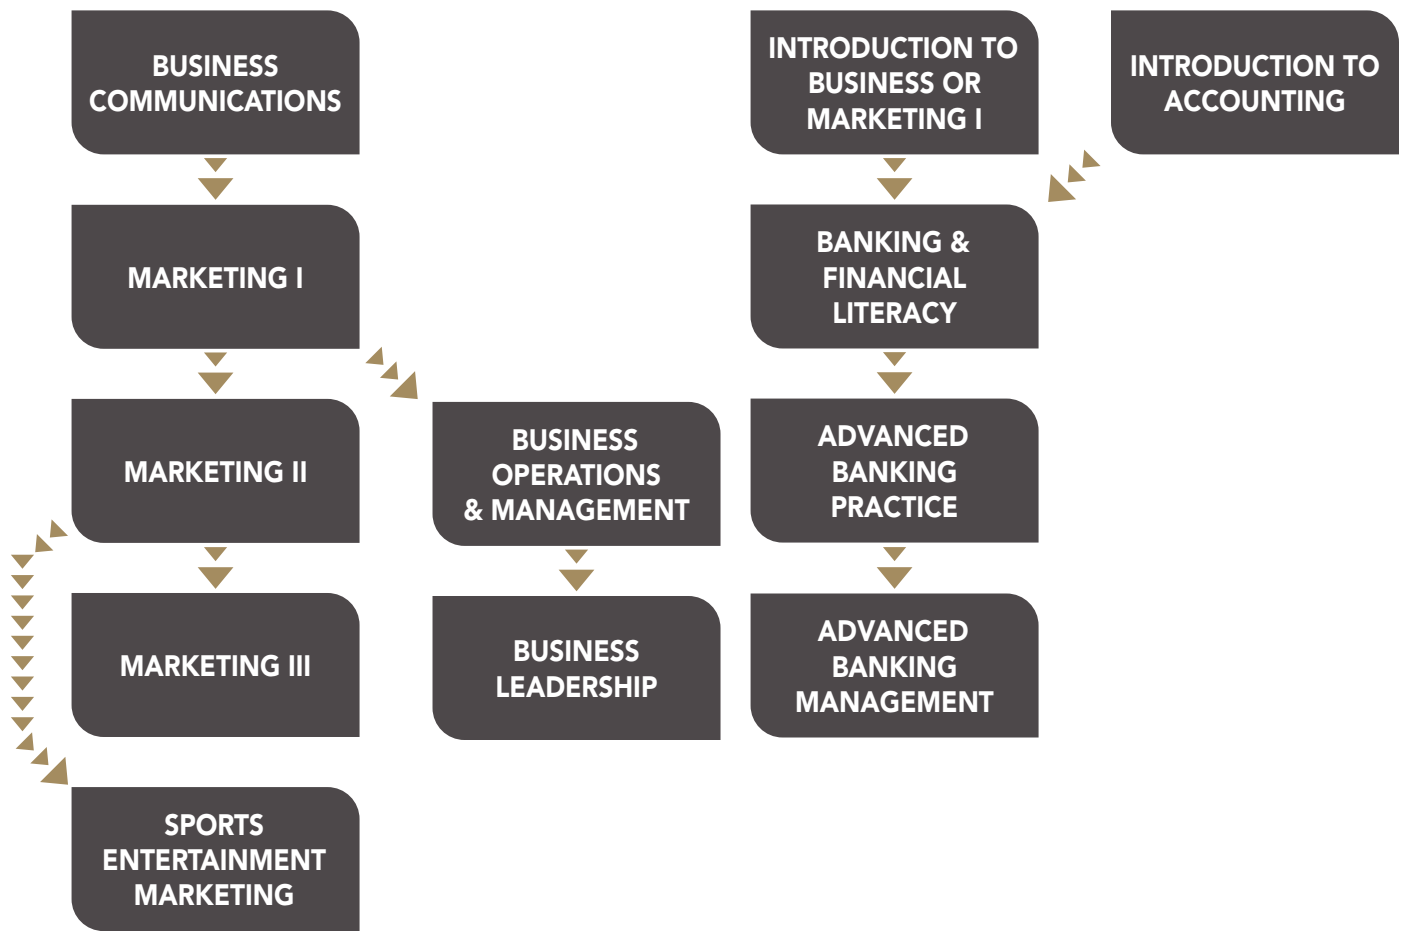 BUSINESS
COMMUNICATIONS
INTRODUCTION TO
BUSINESS OR
MARKETING I
INTRODUCTION TO
ACCOUNTING
MARKETING I
BANKING &
FINANCIAL
LITERACY
MARKETING II
BUSINESS
OPERATIONS
& MANAGEMENT
ADVANCED
BANKING
PRACTICE
MARKETING III
BUSINESS
LEADERSHIP
ADVANCED
BANKING
MANAGEMENT
SPORTS
ENTERTAINMENT
MARKETING